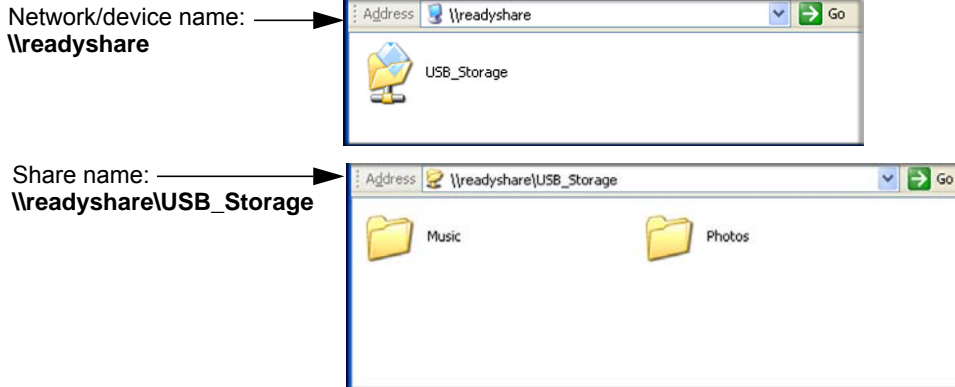 Network/device name:
\\readyshare
Address \\readyshare Go
USB_Storage
Share name:
\\readyshare\USB_Storage
Address \\readyshare\USB_Storage Go
Music Photos